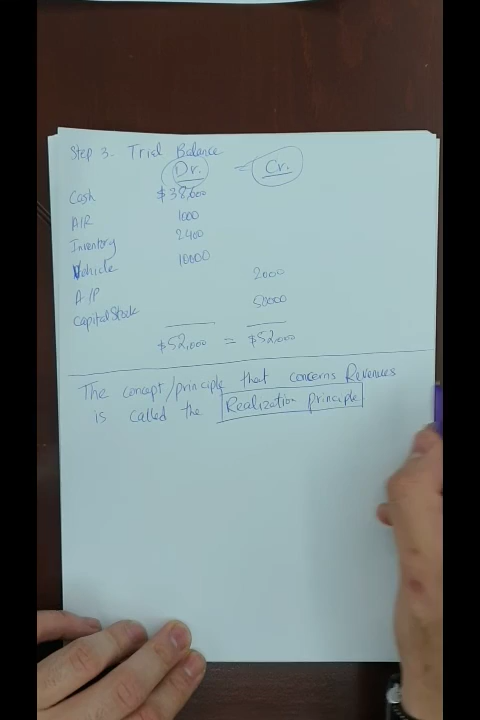 Step 3- Trial Balance
Dr. = Cr.
Cash $38,600
A/R 1000
Inventory 2400
Vehicle 10000
A/P 2000
Capital Stock 50000
$52,000 = $52,000
The concept/principle that concerns Revenues
is called the Realization principle